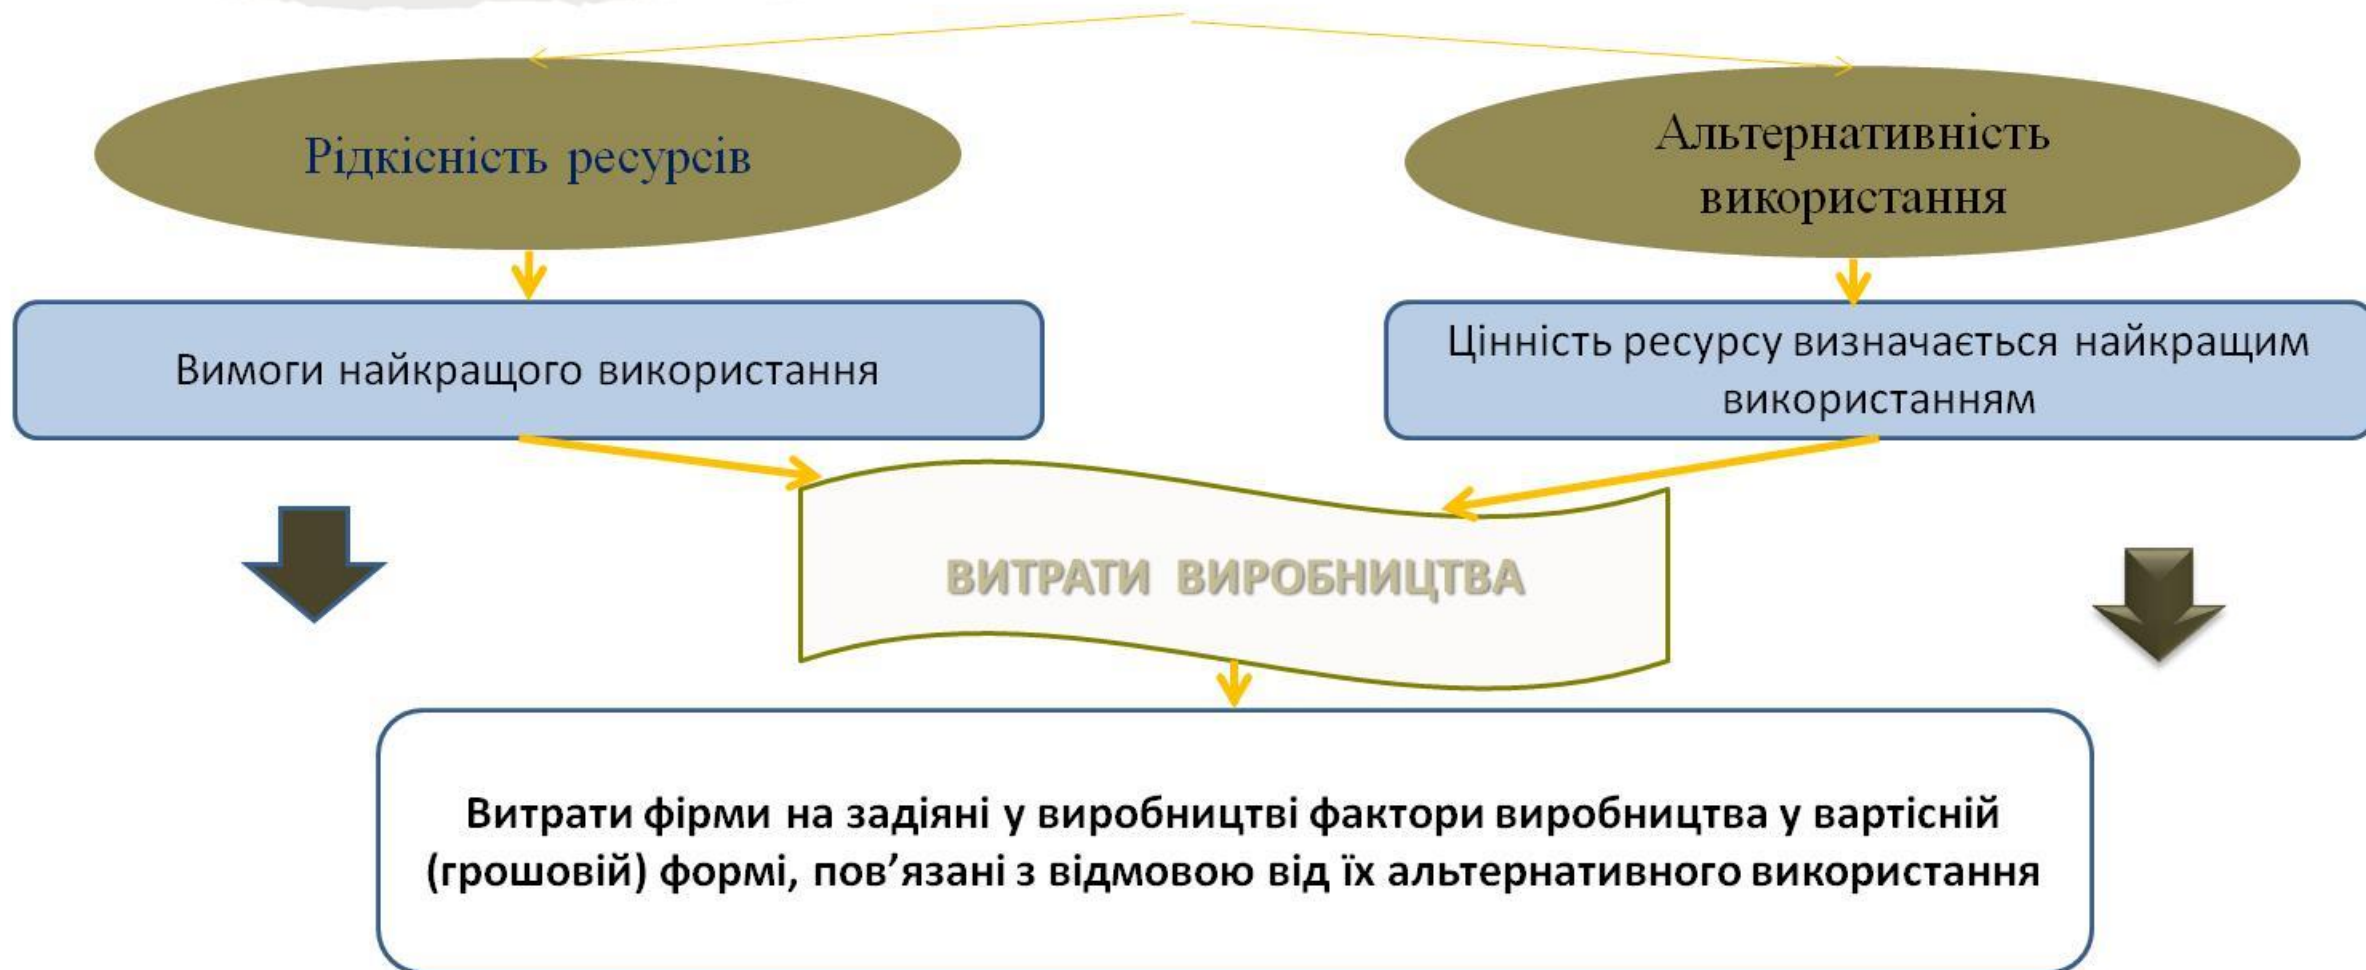 Рідкісність ресурсів
Альтернативність
використання
Вимоги найкращого використання
Цінність ресурсу визначається найкращим
використанням
ВИТРАТИ ВИРОБНИЦТВА
Витрати фірми на задіяні у виробництві фактори виробництва у вартісній
(грошовій) формі, пов’язані з відмовою від їх альтернативного використання